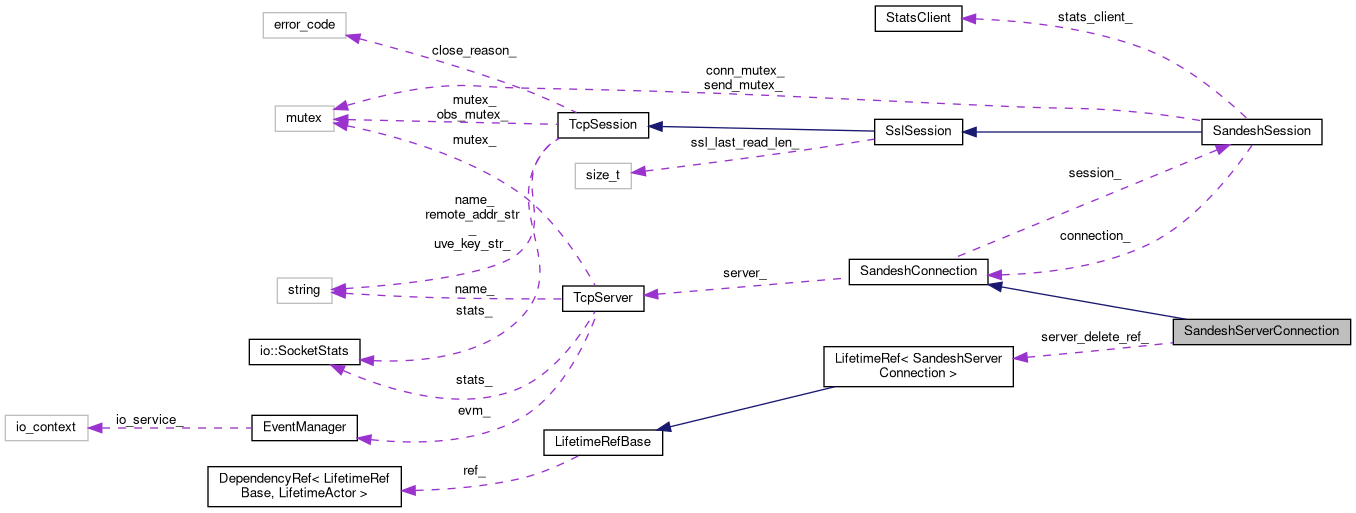 error_code
StatsClient
stats_client_
close_reason_
conn_mutex_
send_mutex_
mutex
mutex_
obs_mutex_
mutex_
TcpSession
SslSession
SandeshSession
ssl_last_read_len_
size_t
session_
name_
remote_addr_str
_
uve_key_str_
connection_
server_
SandeshConnection
string
name_
TcpServer
stats_
SandeshServerConnection
server_delete_ref_
io::SocketStats
LifetimeRef< SandeshServer
Connection >
stats_
evm_
io_context
io_service_
EventManager
LifetimeRefBase
ref_
DependencyRef< LifetimeRef
Base, LifetimeActor >